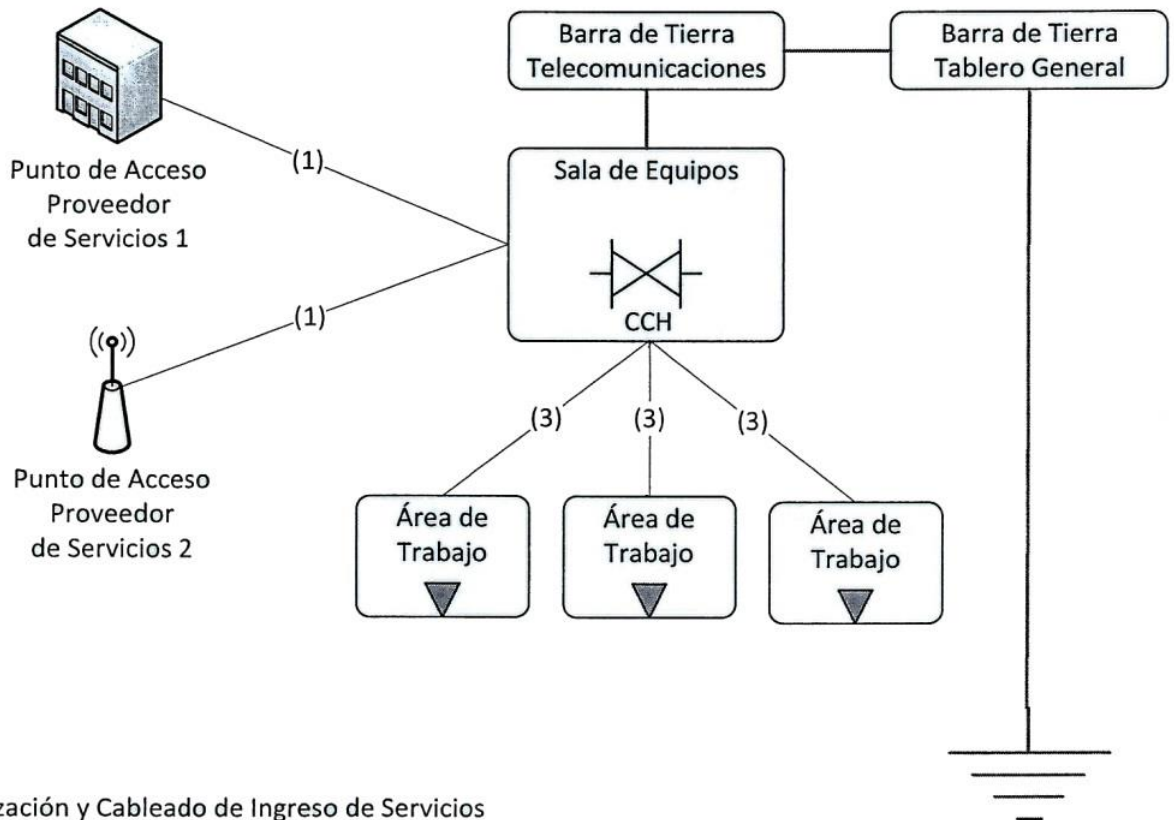 Barra de Tierra
Telecomunicaciones
Barra de Tierra
Tablero General
Punto de Acceso
Proveedor
de Servicios 1
(1)
Sala de Equipos
CCH
(1)
Punto de Acceso
Proveedor
de Servicios 2
(3)
(3)
(3)
Área de
Trabajo
Área de
Trabajo
Área de
Trabajo
y Cableado de Ingreso de Servicios